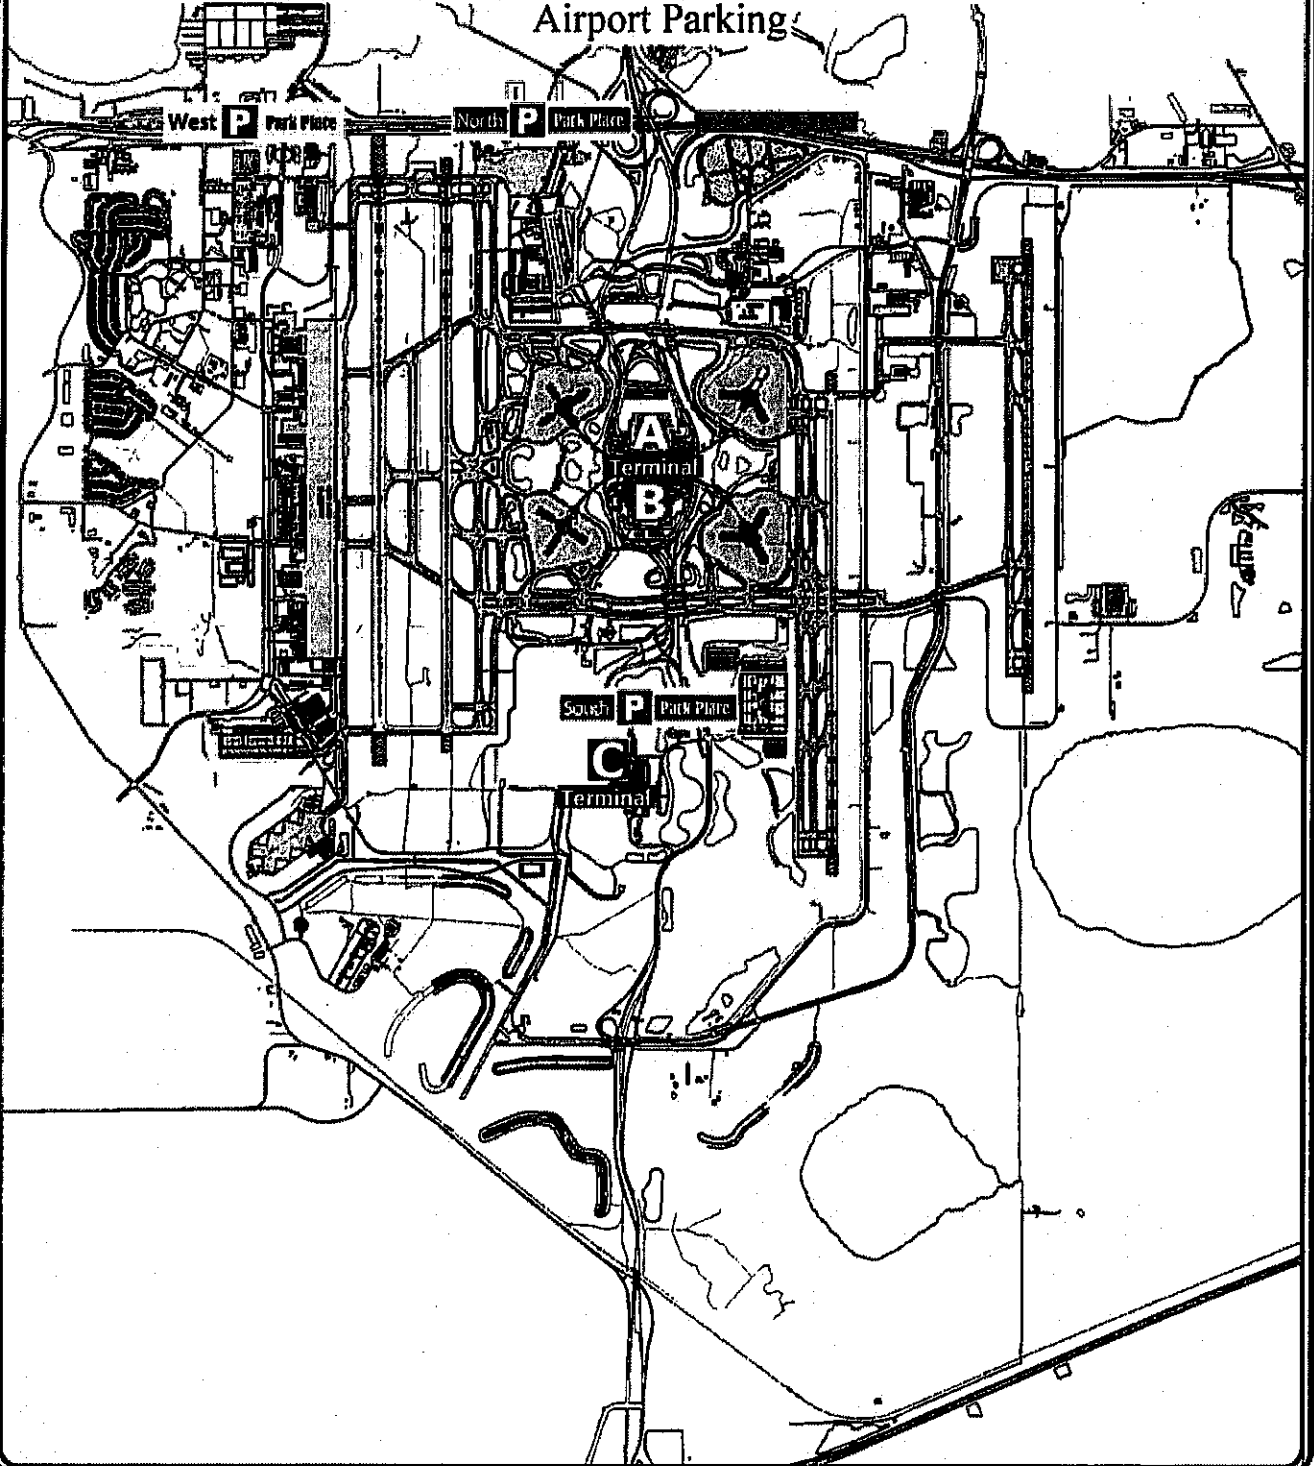 Airport Parking
West P Park Place
North P Park Place
A
Terminal
B
South P Park Place
C
Terminal